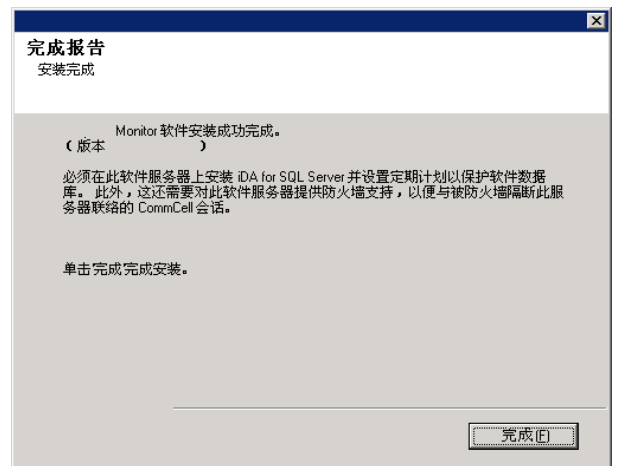 完成报告
安装完成
Monitor 软件安装成功完成。
( 版本 )
必须在此软件服务器上安装 iDA for SQL Server 并设置定期计划以保护软件数据
库。 此外，这还需要对此软件服务器提供防火墙支持，以便与被防火墙隔断此服
务器联络的 CommCell 会话。
单击'完成'完成安装。
完成(F)